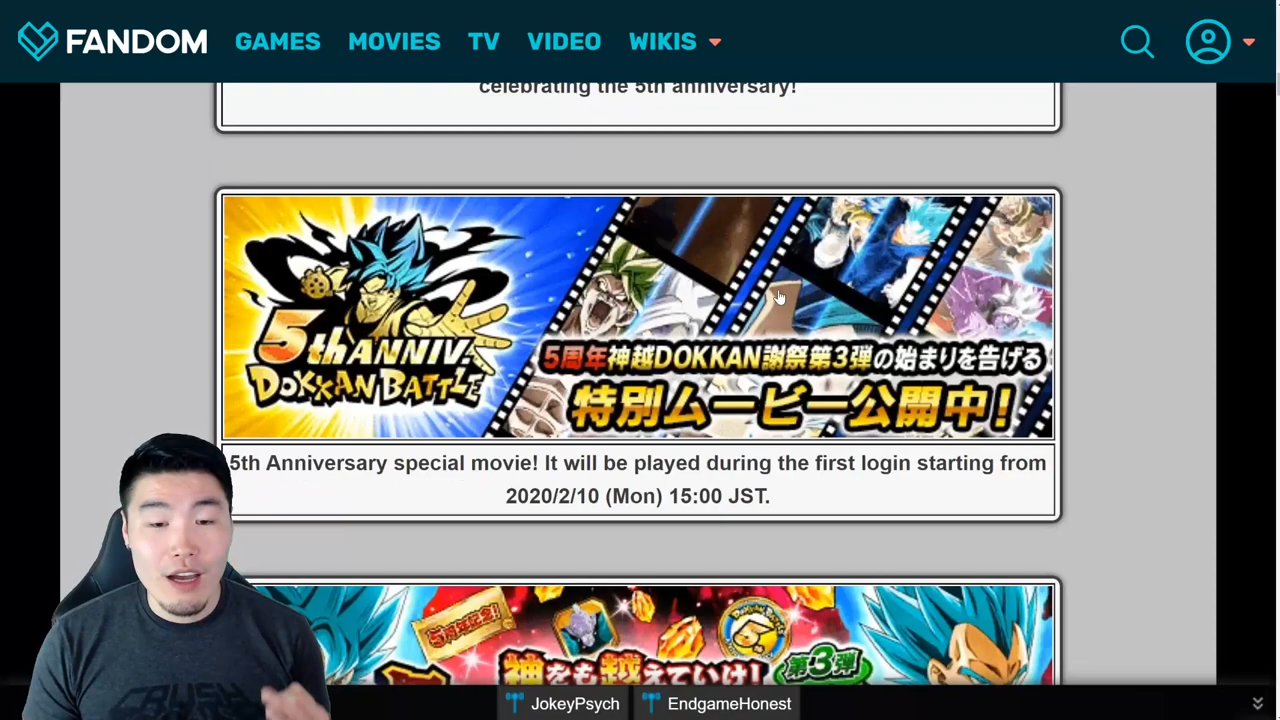 FANDOM GAMES MOVIES TV VIDEO WIKIS
celebrating the 5th anniversary!
5th ANNIV.
DOKKAN BATTLE
5周年神越DOKKAN謝祭第3弾の始まりを告げる
特別ムービー公開中!
5th Anniversary special movie! It will be played during the first login starting from
2020/2/10 (Mon) 15:00 JST.
5周年記念!
DOKKAN BATTLE
神をも越えていけ!
第3弾
CRUSH
JokeyPsych EndgameHonest